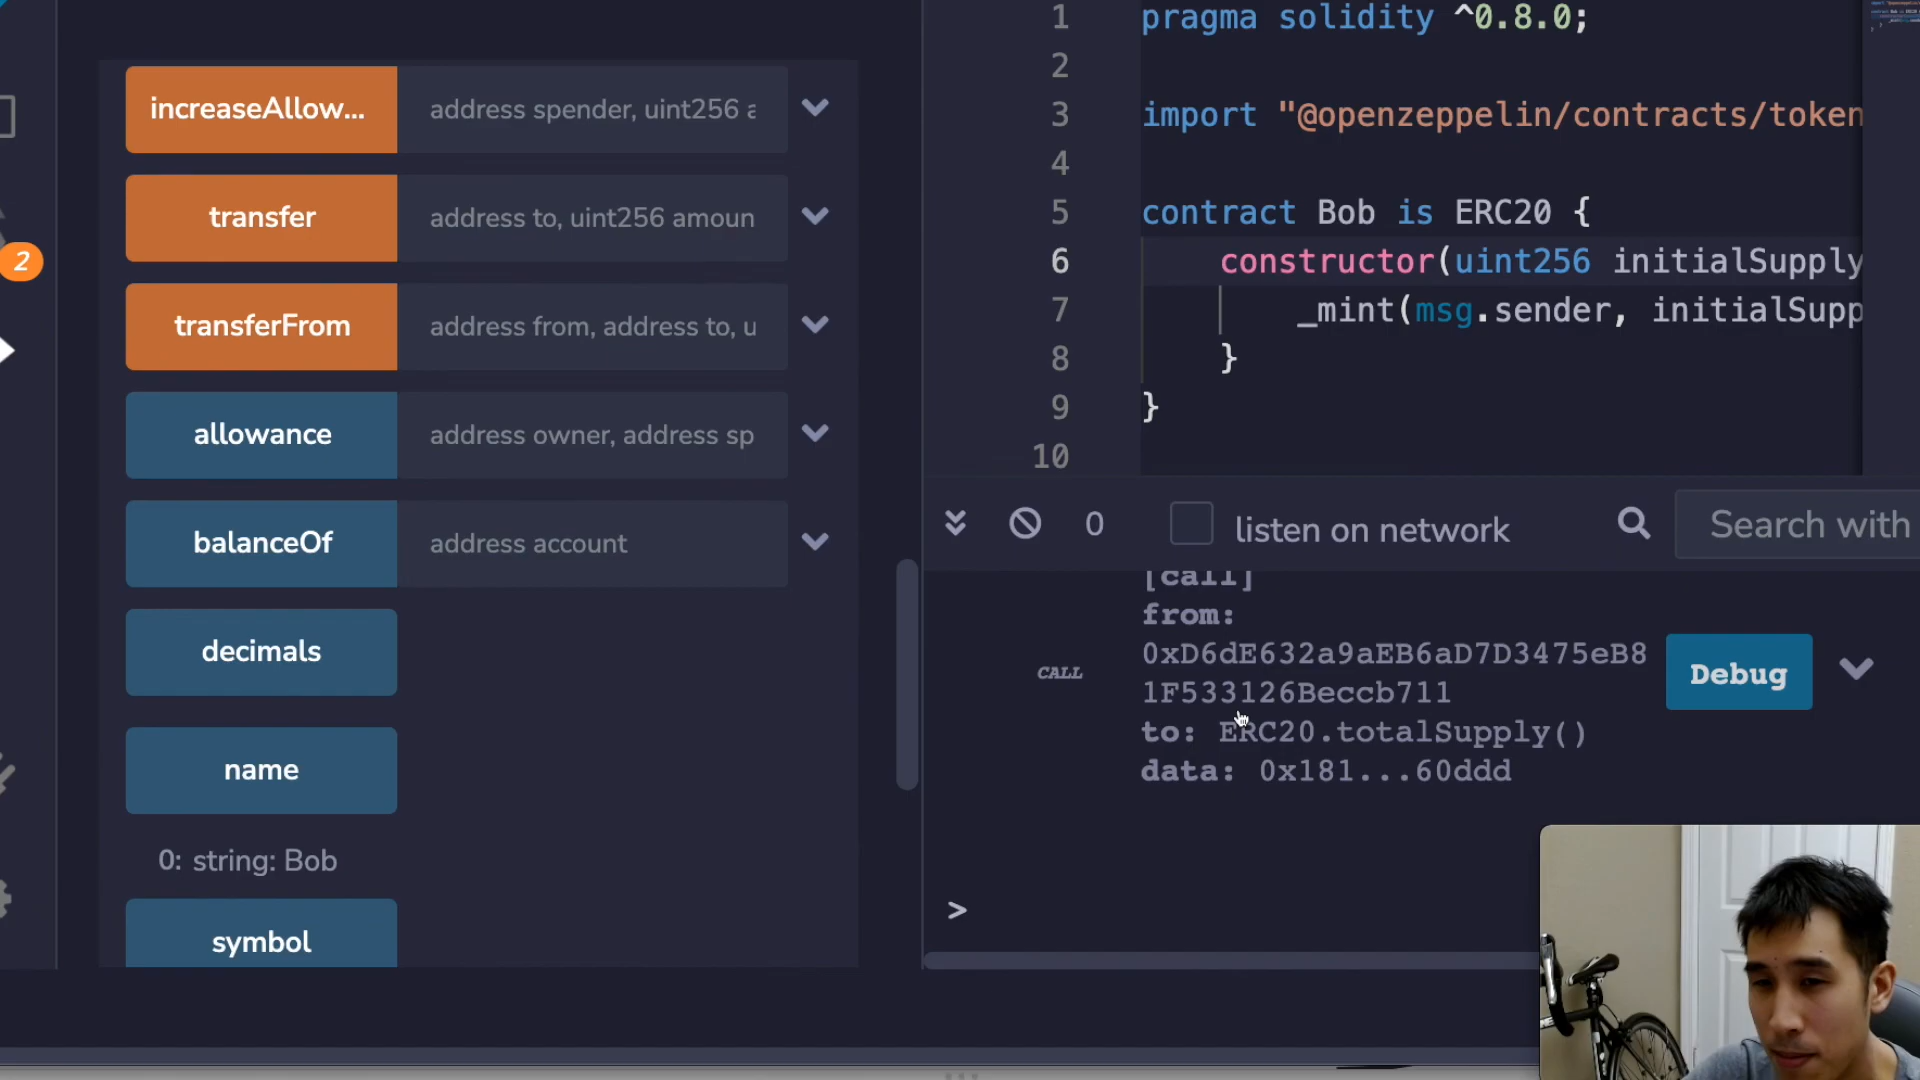 increaseAllow...
address spender, uint256 a
transfer
address to, uint256 amoun
transferFrom
address from, address to, u
allowance
address owner, address sp
balanceOf
address account
decimals
name
0: string: Bob
symbol
2
1 pragma solidity ^0.8.0;
2
3 import "@openzeppelin/contracts/token
4
5 contract Bob is ERC20 {
6 constructor(uint256 initialSupply
7 _mint(msg.sender, initialSupp
8 }
9 }
10
0
listen on network
Search with
[call]
from:
0xD6dE632a9aEB6aD7D3475eB8
1F533126Beccb711
to: ERC20.totalSupply()
data: 0x181...60ddd
CALL
Debug
>